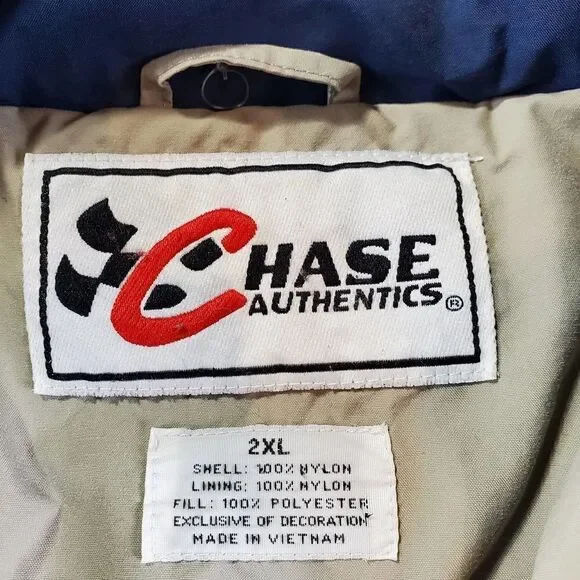 CHASE
AUTHENTICS®
2XL
SHELL: 100% NYLON
LINING: 100% NYLON
FILL: 100% POLYESTER
EXCLUSIVE OF DECORATION
MADE IN VIETNAM